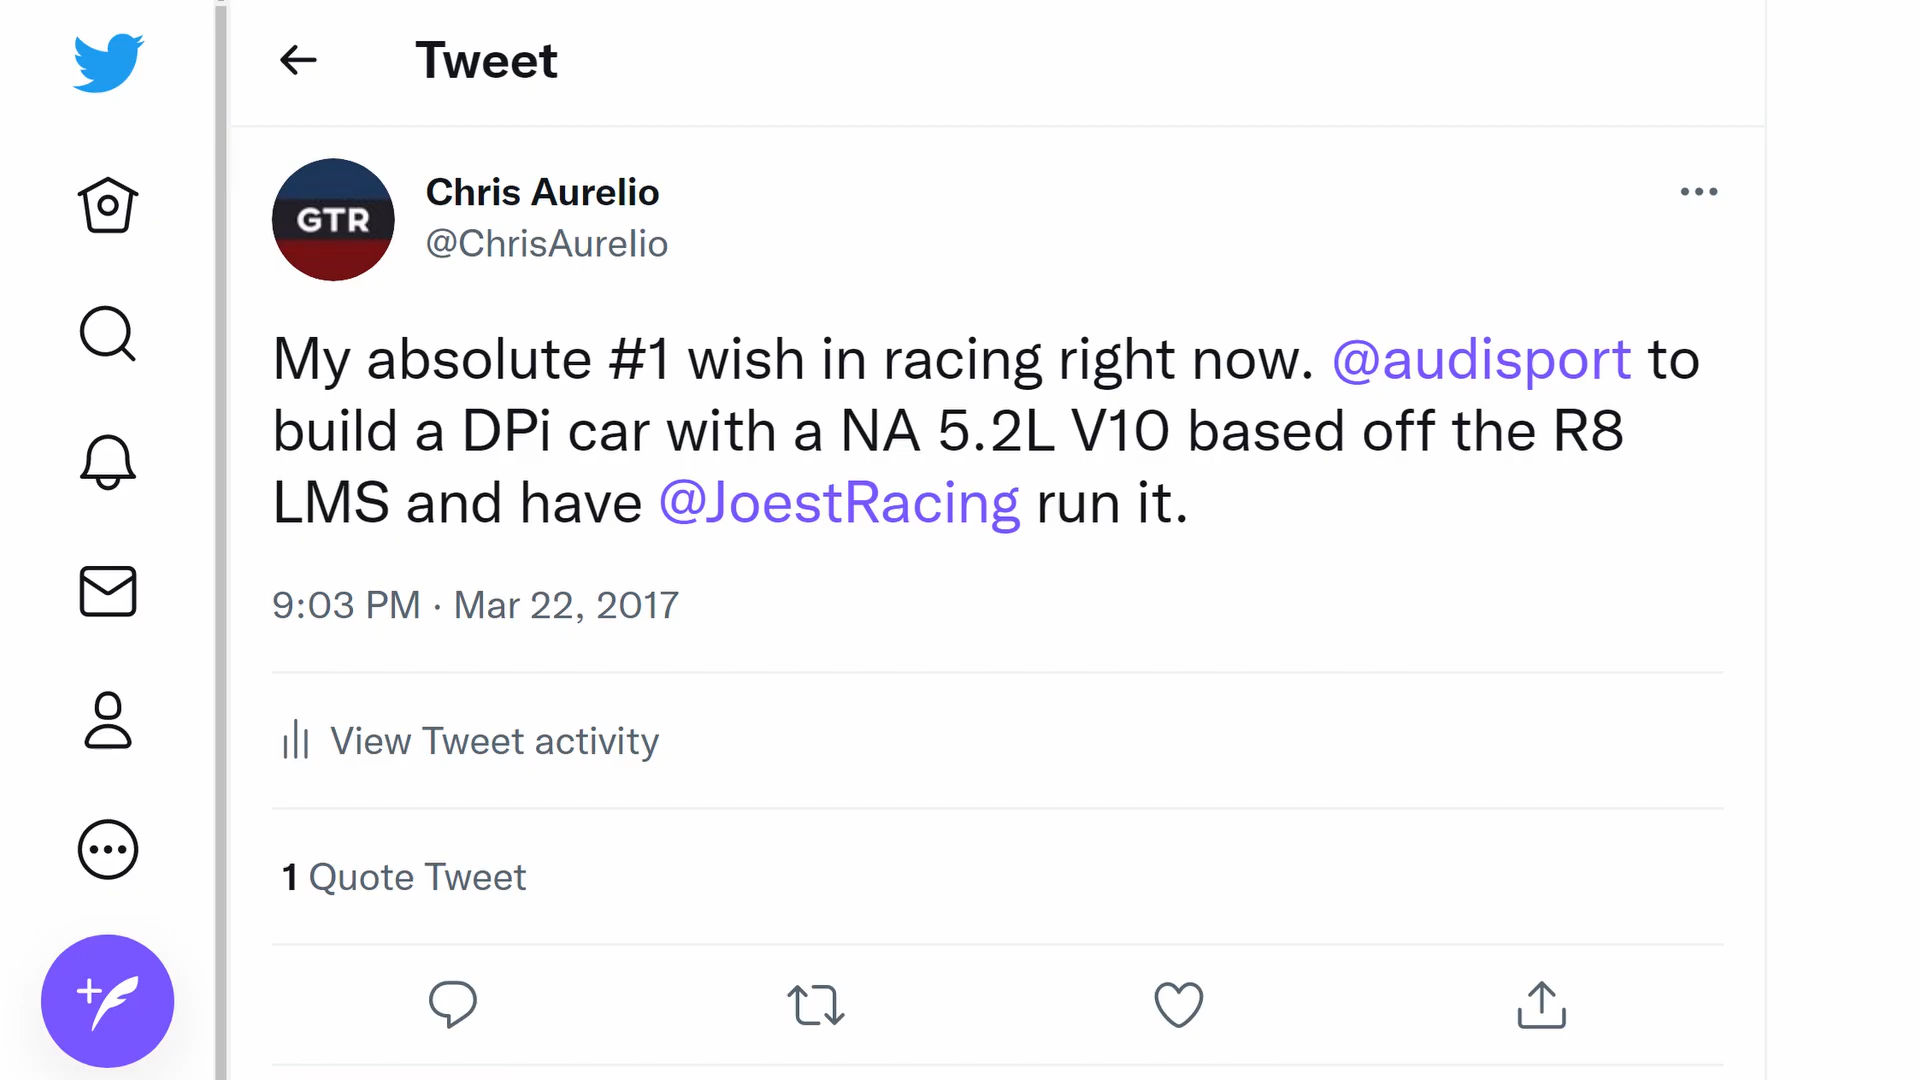 Tweet
GTR
Chris Aurelio
@ChrisAurelio
My absolute #1 wish in racing right now. @audisport to
build a DPi car with a NA 5.2L V10 based off the R8
LMS and have @JoestRacing run it.
9:03 PM · Mar 22, 2017
View Tweet activity
1 Quote Tweet